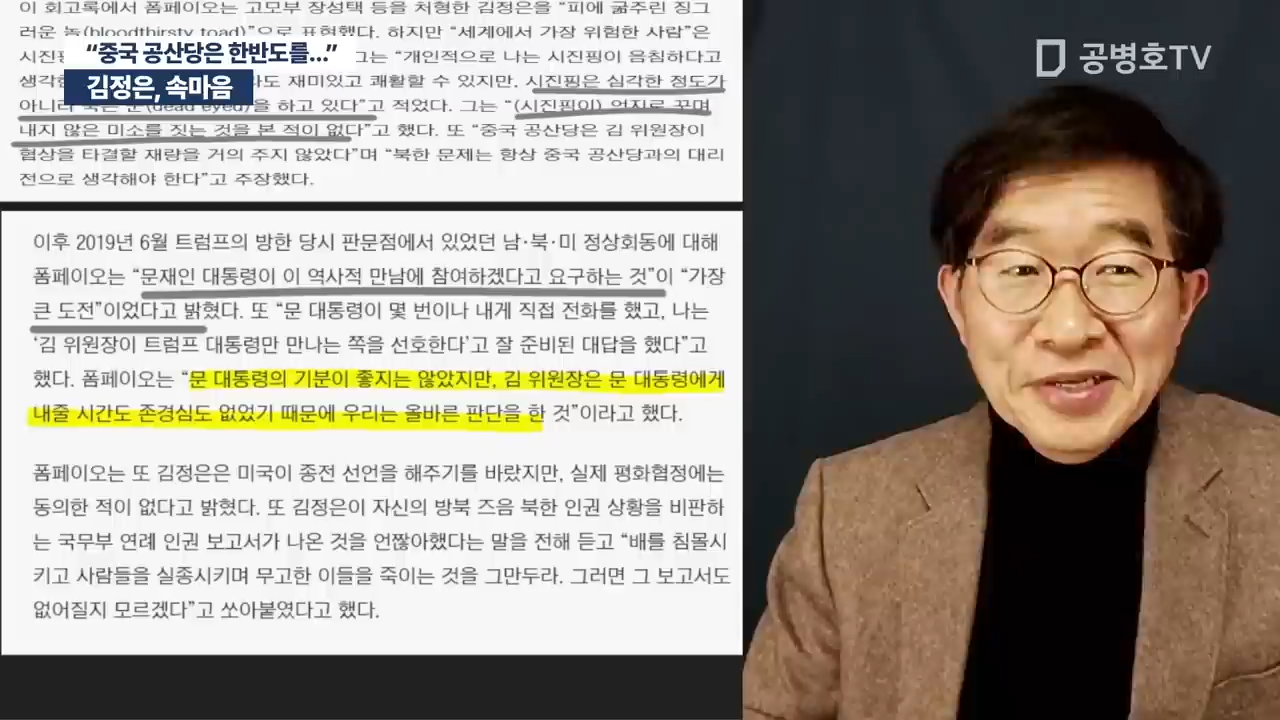 이 회고록에서 폼페이오는 고모부 장성택 등을 처형한 김정은을 “피에 굶주린 징그
러운 놈(bloodthirsty toad)”으로 표현했다. 하지만 “세계에서 가장 위험한 사람”은
“중국 공산당은 한반도를...”
시진핑 그는 “개인적으로 나는 시진핑이 음침하다고
김정은, 속마음
생각한 도 재미있고 쾌활할 수 있지만, 시진핑은 심각한 정도가
아니라 죽은 눈(dead eyed)을 하고 있다”고 적었다. 그는 “(시진핑이) 억지로 꾸며
내지 않은 미소를 짓는 것을 본 적이 없다”고 했다. 또 “중국 공산당은 김 위원장이
협상을 타결할 재량을 거의 주지 않았다”며 “북한 문제는 항상 중국 공산당과의 대리
전으로 생각해야 한다”고 주장했다.
이후 2019년 6월 트럼프의 방한 당시 판문점에서 있었던 남·북·미 정상회동에 대해
폼페이오는 “문재인 대통령이 이 역사적 만남에 참여하겠다고 요구하는 것”이 “가장
큰 도전”이었다고 밝혔다. 또 “문 대통령이 몇 번이나 내게 직접 전화를 했고, 나는
‘김 위원장이 트럼프 대통령만 만나는 쪽을 선호한다’고 잘 준비된 대답을 했다”고
했다. 폼페이오는 “문 대통령의 기분이 좋지는 않았지만, 김 위원장은 문 대통령에게
내줄 시간도 존경심도 없었기 때문에 우리는 올바른 판단을 한 것”이라고 했다.
폼페이오는 또 김정은은 미국이 종전 선언을 해주기를 바랐지만, 실제 평화협정에는
동의한 적이 없다고 밝혔다. 또 김정은이 자신의 방북 즈음 북한 인권 상황을 비판하
는 국무부 연례 인권 보고서가 나온 것을 언짢아했다는 말을 전해 듣고 “배를 침몰시
키고 사람들을 실종시키며 무고한 이들을 죽이는 것을 그만두라. 그러면 그 보고서도
없어질지 모르겠다”고 쏘아붙였다고 했다.
공병호TV